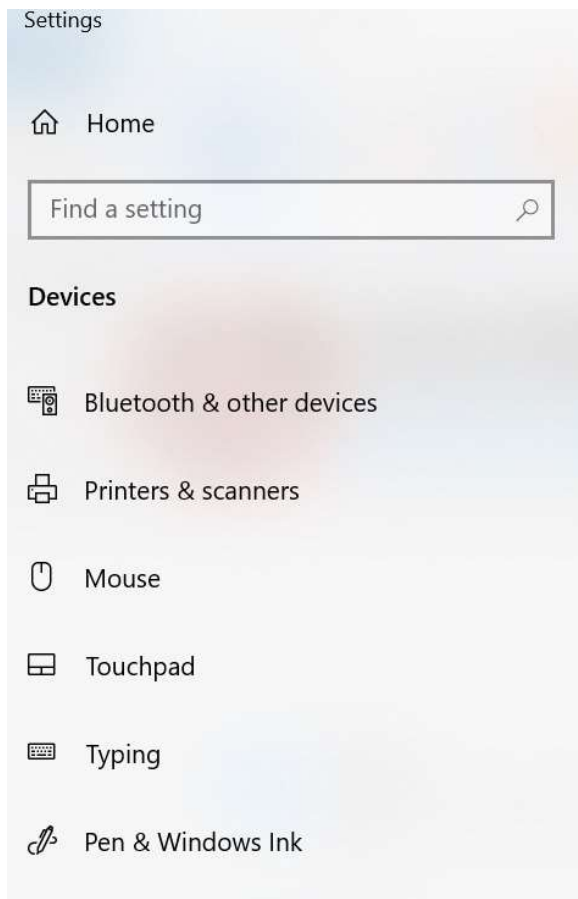 Settings
Home
Find a setting
Devices
Bluetooth & other devices
Printers & scanners
Mouse
Touchpad
Typing
Pen & Windows Ink